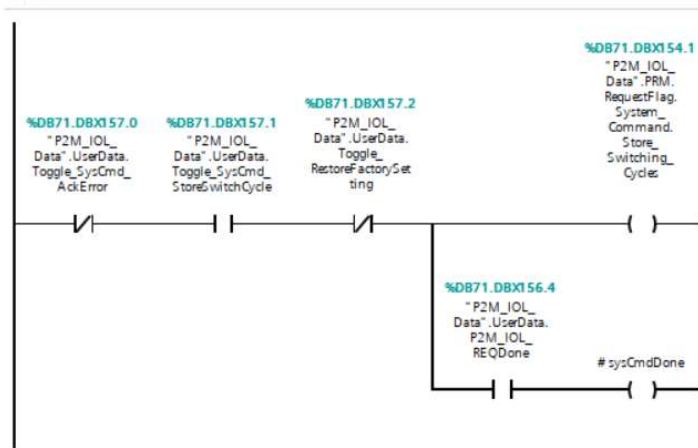 %DB71.DBX157.0
"P2M_IOL_
Data".UserData.
Toggle_SysCmd_
AckError
%DB71.DBX157.1
"P2M_IOL_
Data".UserData.
Toggle_SysCmd_
StoreSwitchCycle
%DB71.DBX157.2
"P2M_IOL_
Data".UserData.
Toggle_
RestoreFactorySet
ting
%DB71.DBX154.1
"P2M_IOL_
Data".PRM.
RequestFlag.
System_
Command.
Store_
Switching_
Cycles
%DB71.DBX156.4
"P2M_IOL_
Data".UserData.
P2M_IOL_
REQDone
#sysCmdDone